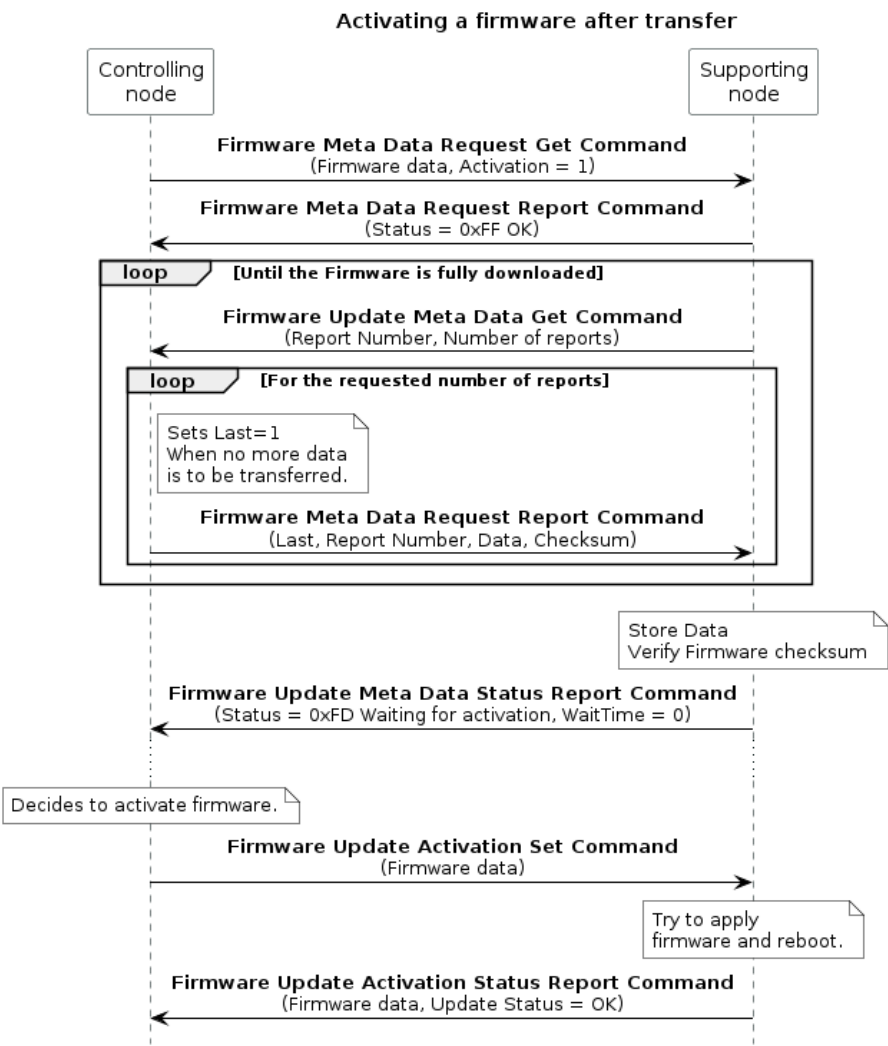 Activating a firmware after transfer
Controlling
node
Supporting
node
Firmware Meta Data Request Get Command
(Firmware data, Activation = 1)
Firmware Meta Data Request Report Command
(Status = 0xFF OK)
loop
[Until the Firmware is fully downloaded]
Firmware Update Meta Data Get Command
(Report Number, Number of reports)
loop
[For the requested number of reports]
Sets Last=1
When no more data
is to be transferred.
Firmware Meta Data Request Report Command
(Last, Report Number, Data, Checksum)
Store Data
Verify Firmware checksum
Firmware Update Meta Data Status Report Command
(Status = 0xFD Waiting for activation, WaitTime = 0)
Decides to activate firmware.
Firmware Update Activation Set Command
(Firmware data)
Try to apply
firmware and reboot.
Firmware Update Activation Status Report Command
(Firmware data, Update Status = OK)